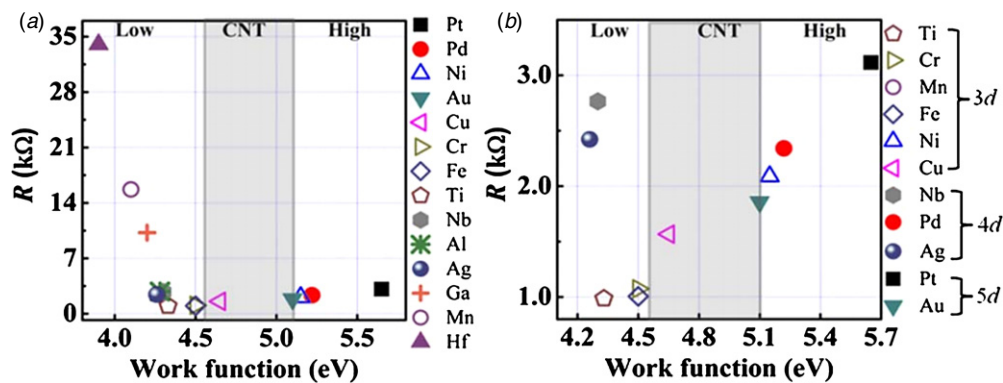 (a)
Low CNT High
35
28
21
14
7
0
R (kΩ)
4.0 4.5 5.0 5.5
Work function (eV)
Pt
Pd
Ni
Au
Cu
Cr
Fe
Ti
Nb
Al
Ag
Ga
Mn
Hf
(b)
Low CNT High
3.0
2.0
1.0
R (kΩ)
4.2 4.5 4.8 5.1 5.4 5.7
Work function (eV)
Ti
Cr
Mn
Fe
Ni
Cu
3d
Nb
Pd
Ag
4d
Pt
Au
5d